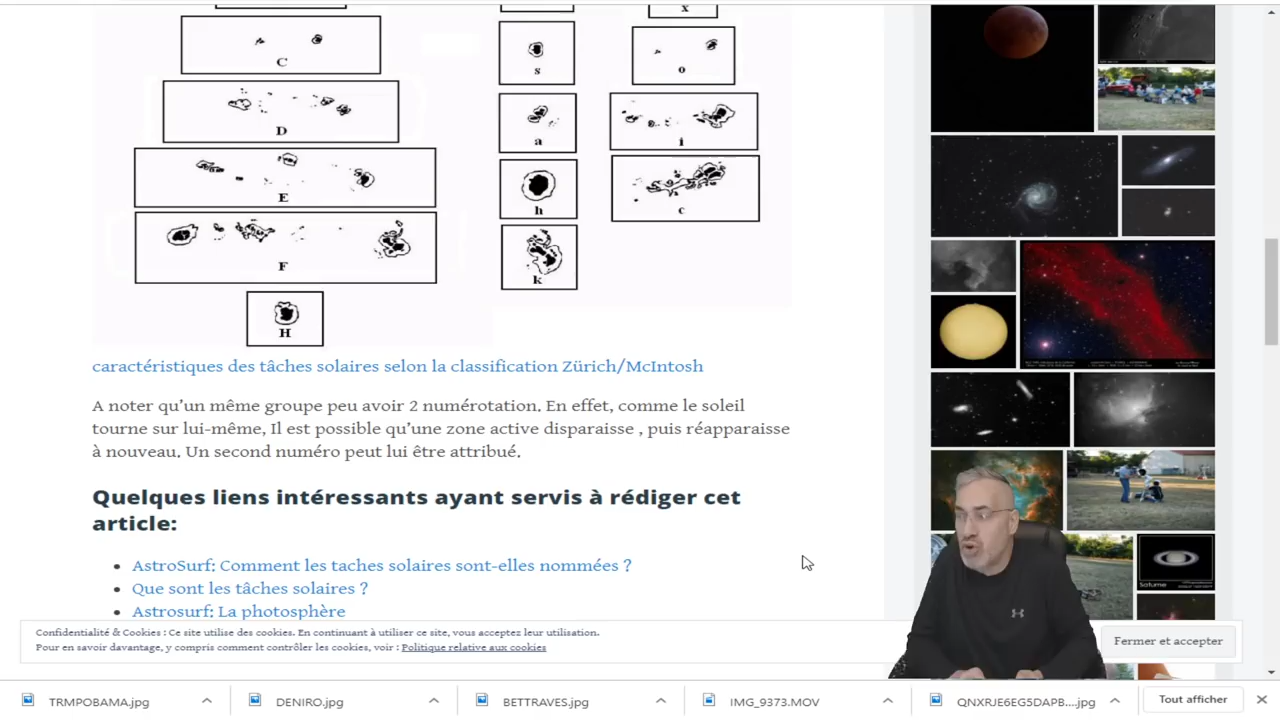 x
C
s
o
D
a
i
E
h
c
F
k
H
caractéristiques des tâches solaires selon la classification Zürich/McIntosh
A noter qu’un même groupe peu avoir 2 numérotation. En effet, comme le soleil
tourne sur lui-même, Il est possible qu’une zone active disparaisse , puis réapparaisse
à nouveau. Un second numéro peut lui être attribué.
Quelques liens intéressants ayant servis à rédiger cet
article:
AstroSurf: Comment les taches solaires sont-elles nommées ?
Que sont les tâches solaires ?
Astrosurf: La photosphère
Saturne
Confidentialité & Cookies : Ce site utilise des cookies. En continuant à utiliser ce site, vous acceptez leur utilisation.
Pour en savoir davantage, y compris comment contrôler les cookies, voir : Politique relative aux cookies
Fermer et accepter
TRMPOBAMA.jpg
DENIRO.jpg
BETTRAVES.jpg
IMG_9373.MOV
QNXRJE6EG5DAPB....jpg
Tout afficher